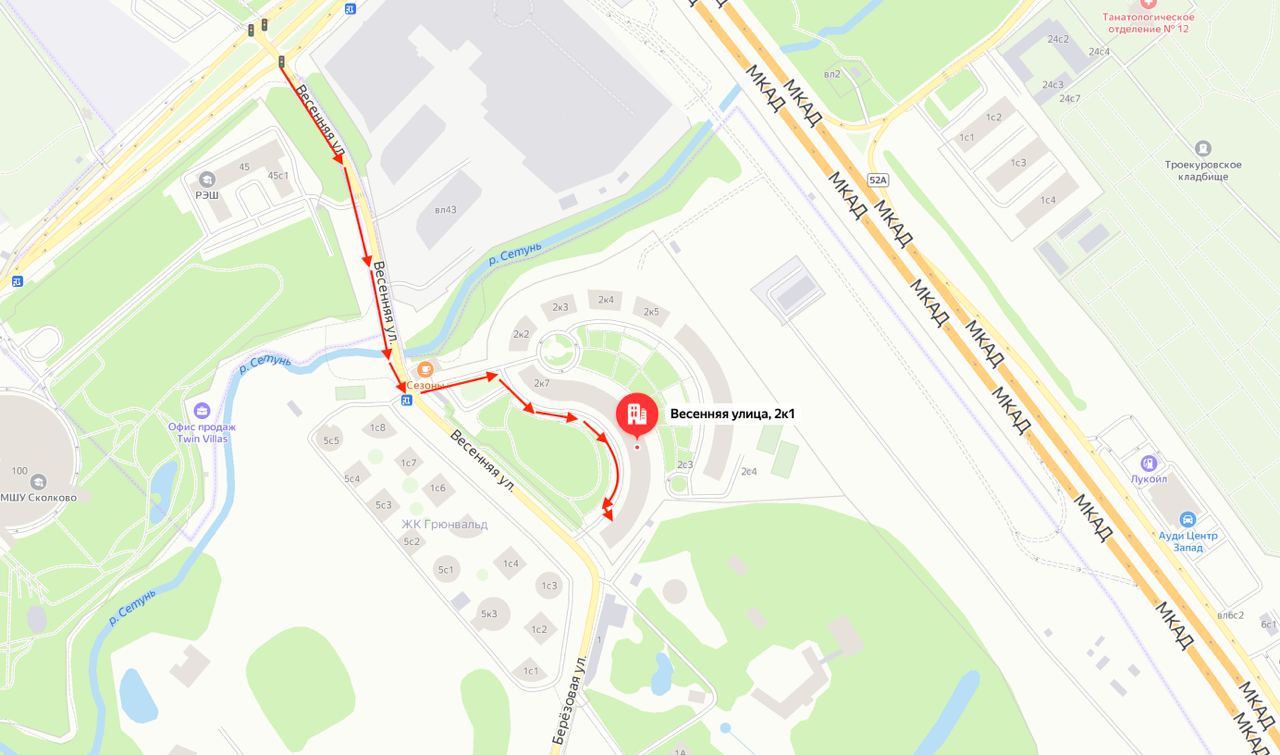 Танатологическое
отделение № 12
24с2
24с4
24с3
24с7
вл2
МКАД
МКАД
1с2
1с1
1с3
1с4
Троекуровское
кладбище
52А
МКАД
МКАД
Весенняя ул.
45
45с1
РЭШ
вл43
р. Сетунь
Весенняя ул.
МКАД
МКАД
2к3
2к4
2к5
2к2
2к7
р. Сетунь
Сезоны
Весенняя улица, 2к1
МКАД
Офис продаж
Twin Villas
5с5
1с8
5с4
1с7
1с6
5с3
Весенняя ул.
2с3
2с4
100
МШУ Сколково
ЖК Грюнвальд
5с2
5с1
1с4
1с3
5к3
1с2
1с1
Лукойл
МКАД
Ауди Центр
Запад
р. Сетунь
1
Берёзовая ул.
МКАД
вл6с2
6с1
МКАД
МКАД
1А